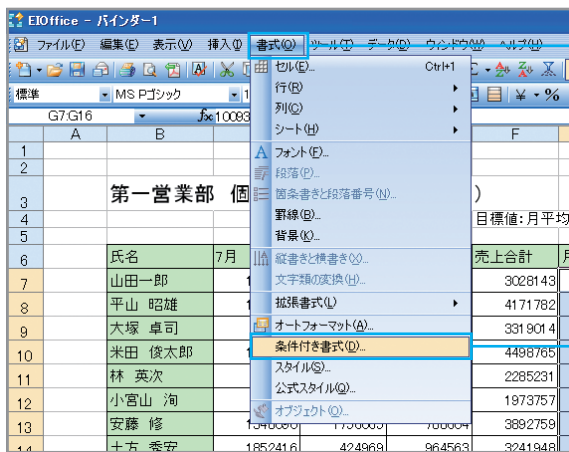 EIOffice - バインダー1
ファイル(F) 編集(E) 表示(V) 挿入(I) 書式(O) ツール(T) データ(D) ウィンドウ(W) ヘルプ(H)
標準 MS Pゴシック
G7:G16 fx 10093
A B F
セル(E)... Ctrl+1
行(R)
列(C)
シート(H)
フォント(F)...
段落(P)...
箇条書きと段落番号(N)...
罫線(B)...
背景(K)...
縦書きと横書き(X)...
文字類の変換(H)...
拡張書式(L)
オートフォーマット(A)...
条件付き書式(D)...
スタイル(S)...
公式スタイル(Q)...
オブジェクト(O)...
1
2
3 第一営業部 個 )
4 目標値:月平均
5
6 氏名 7月 売上合計
7 山田一郎 3028143
8 平山 昭雄 4171782
9 大塚 卓司 3319014
10 米田 俊太郎 4498765
11 林 英次 2285231
12 小宮山 洵 1973757
13 安藤 修 3892759
14 土方 秀安 1852416 424969 964563 3241948